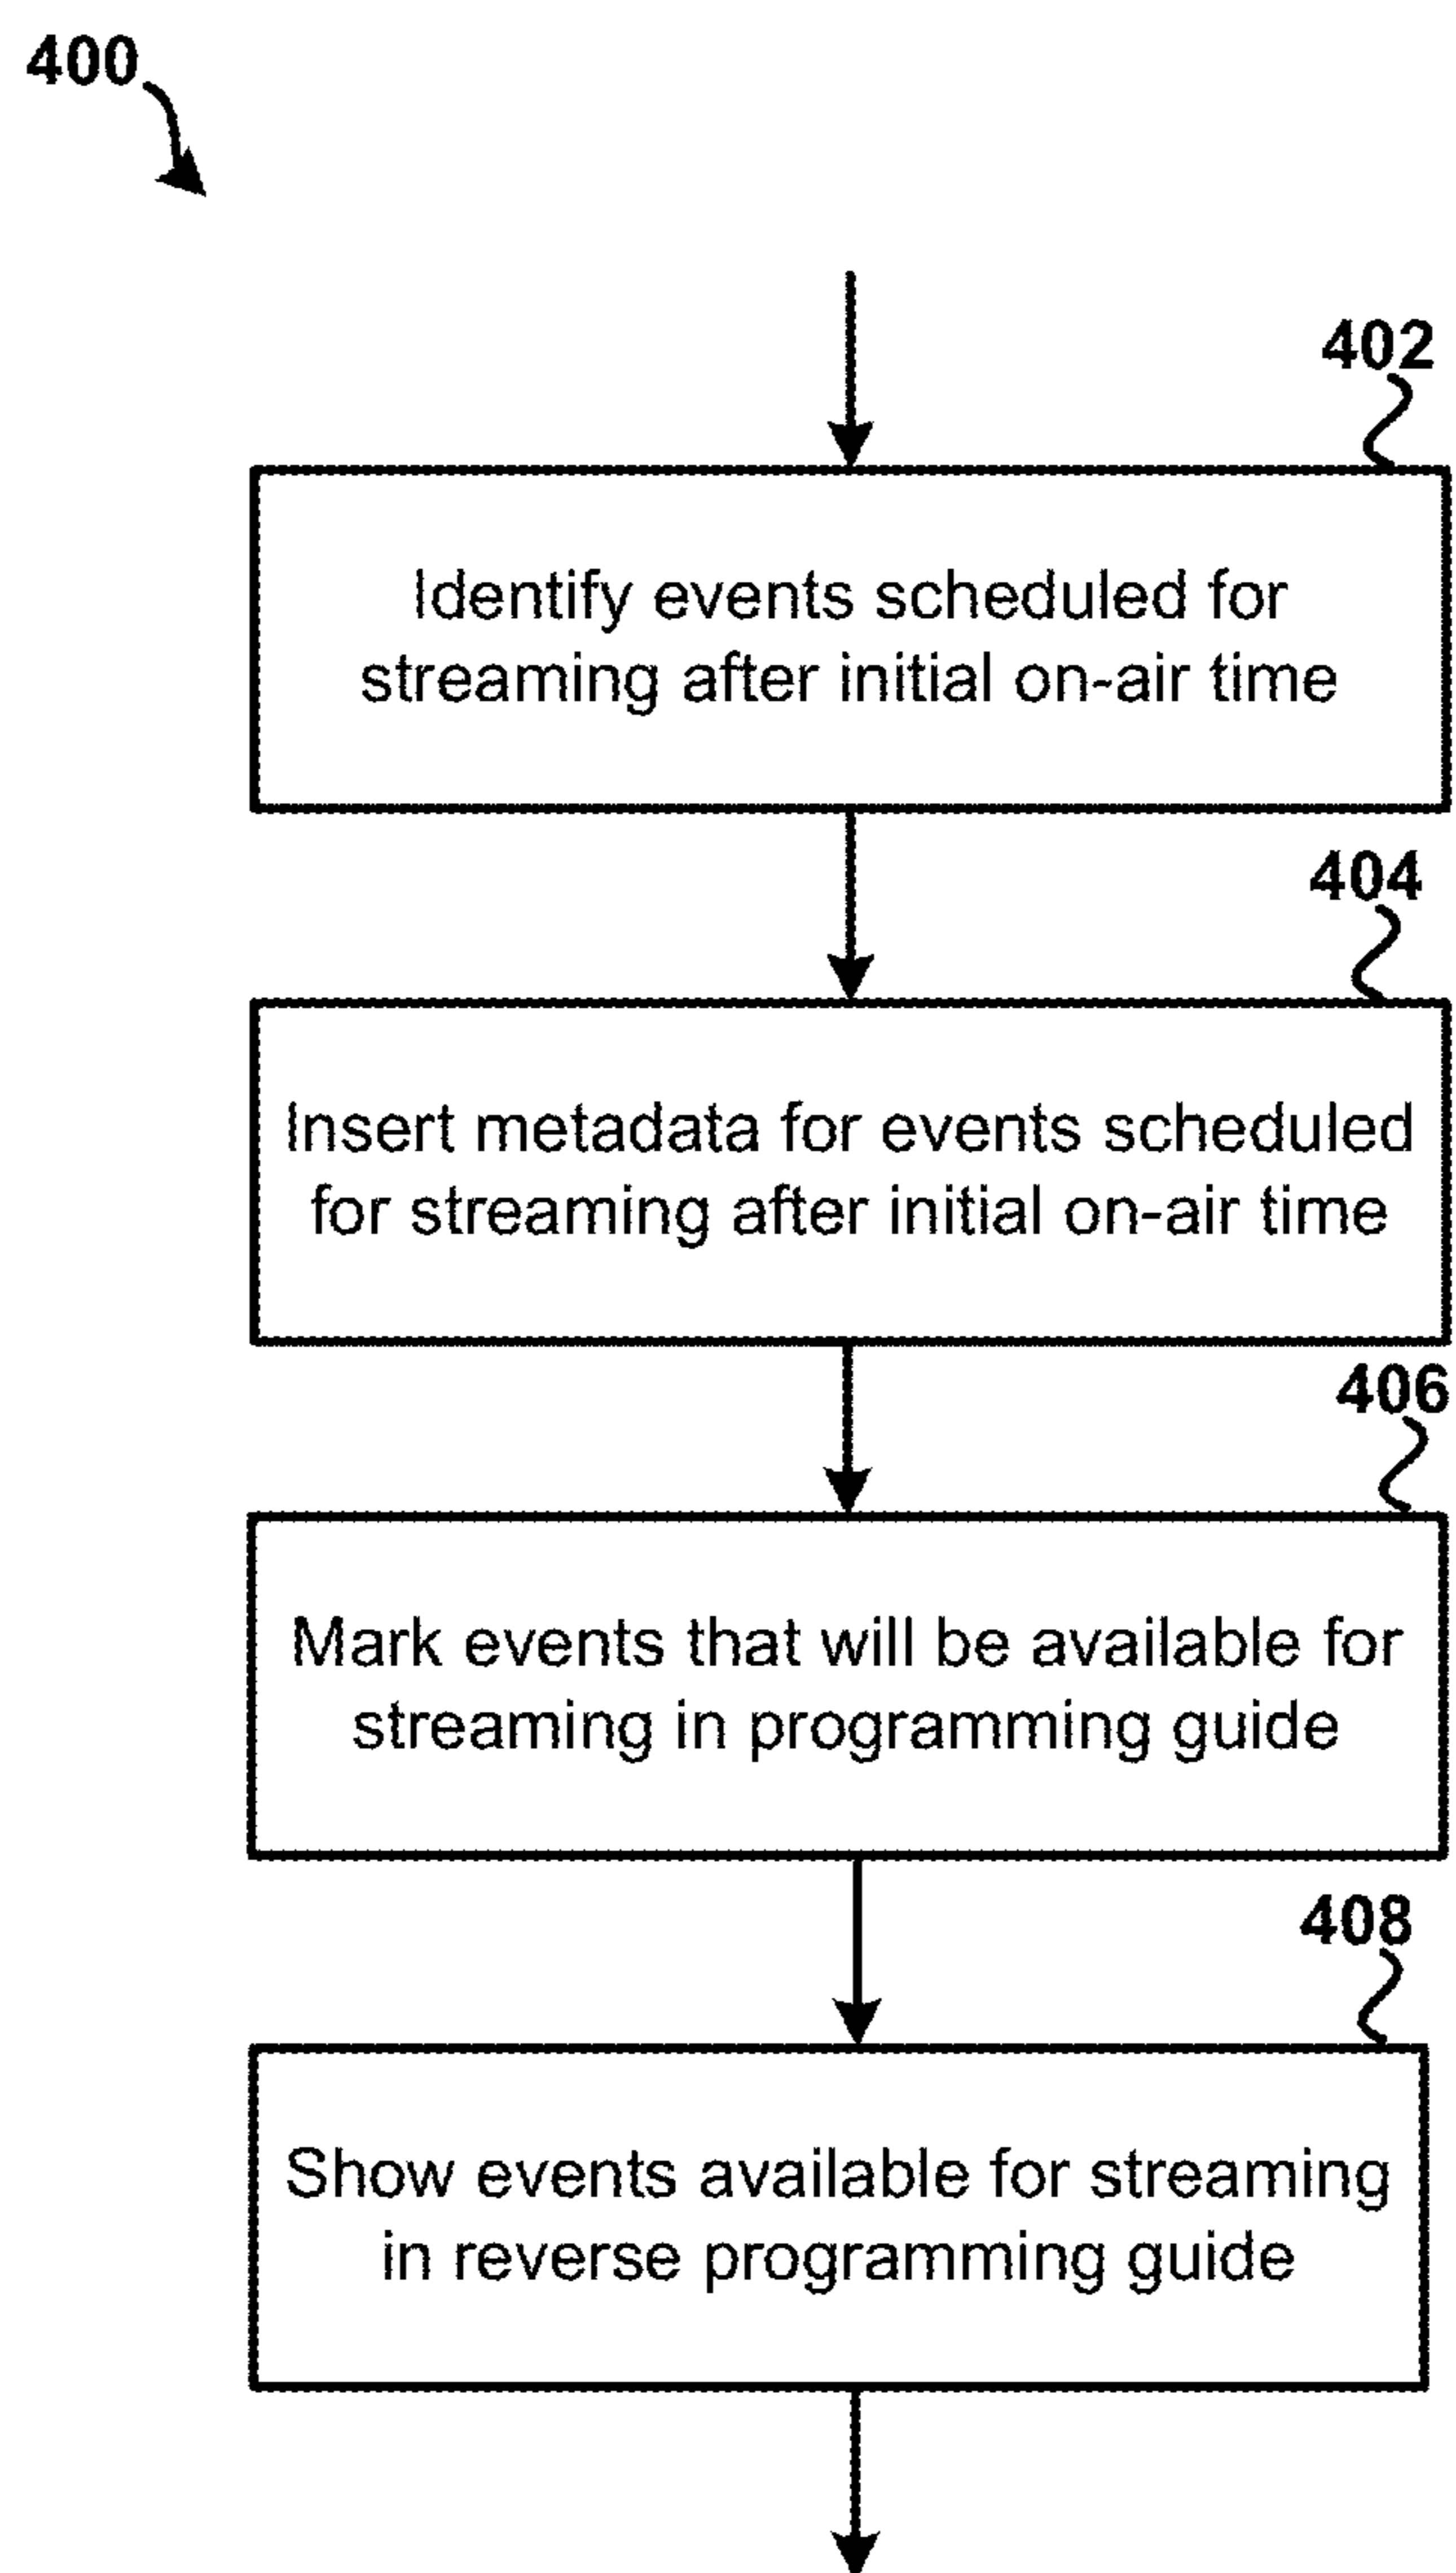 400
402
Identify events scheduled for
streaming after initial on-air time
404
Insert metadata for events scheduled
for streaming after initial on-air time
406
Mark events that will be available for
streaming in programming guide
408
Show events available for streaming
in reverse programming guide